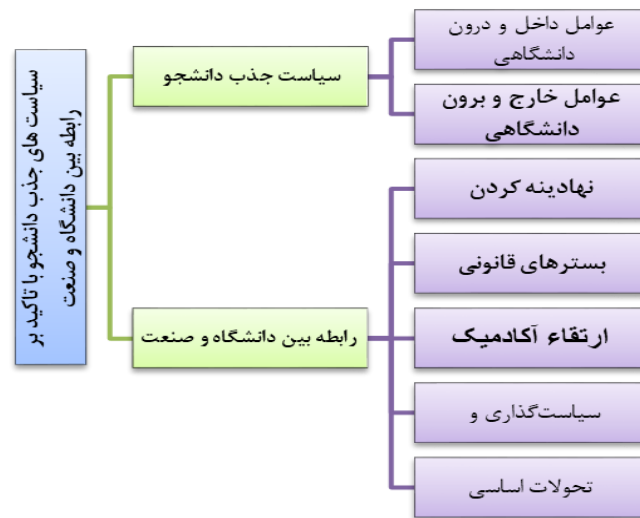 سیاست های جذب دانشجو با تاکید بر
رابطه بین دانشگاه و صنعت
سیاست جذب دانشجو
عوامل داخل و درون
دانشگاهی
عوامل خارج و برون
دانشگاهی
رابطه بین دانشگاه و صنعت
نهادینه کردن
بسترهای قانونی
ارتقاء آکادمیک
سیاست‌گذاری و
تحولات اساسی